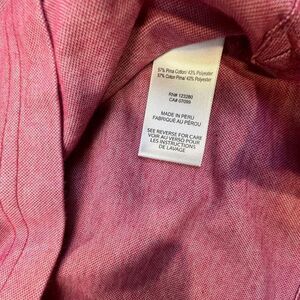 57% Pima Cotton/ 43% Polyester
57% Coton Pima/ 43% Polyester
RN# 123260
CA# 07099
MADE IN PERU
FABRIQUÉ AU PÉROU
SEE REVERSE FOR CARE
VOIR AU VERSO POUR
LES INSTRUCTIONS
DE LAVAGE